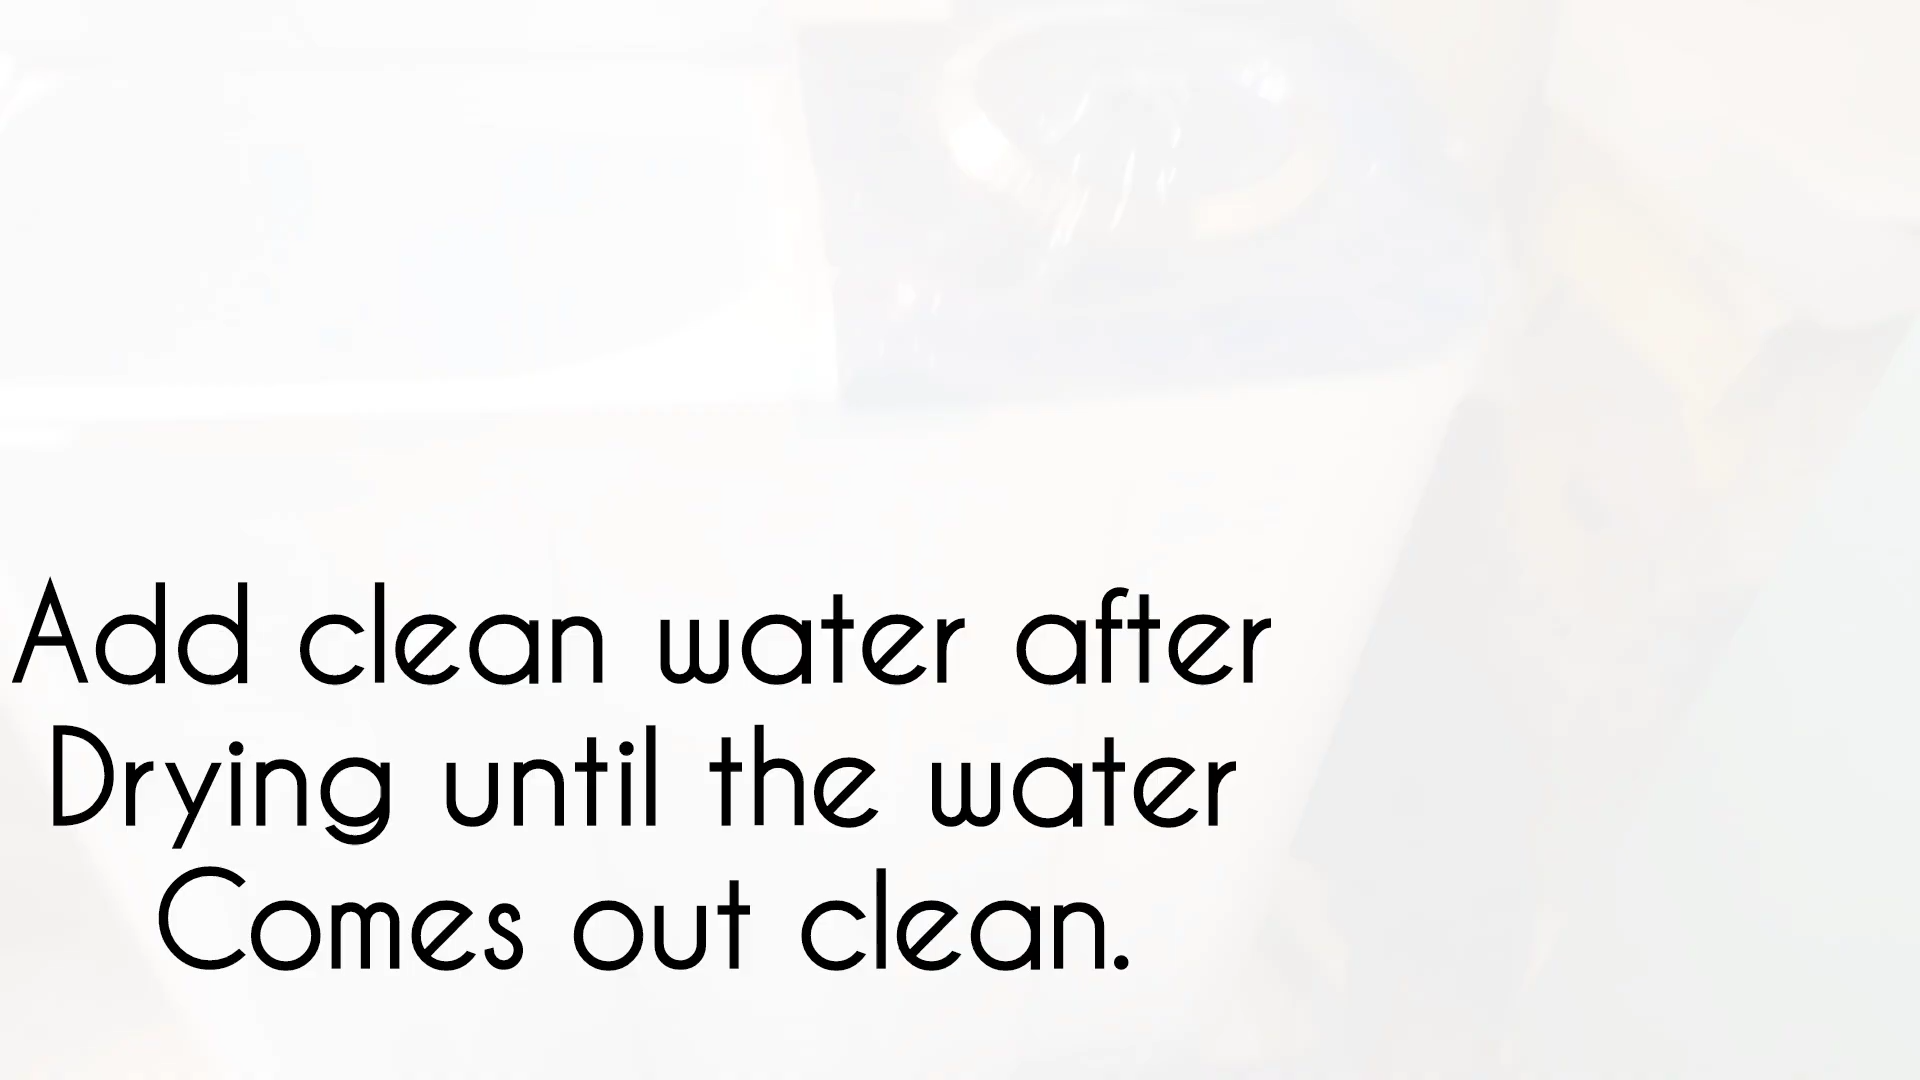 Add clean water after
Drying until the water
Comes out clean.